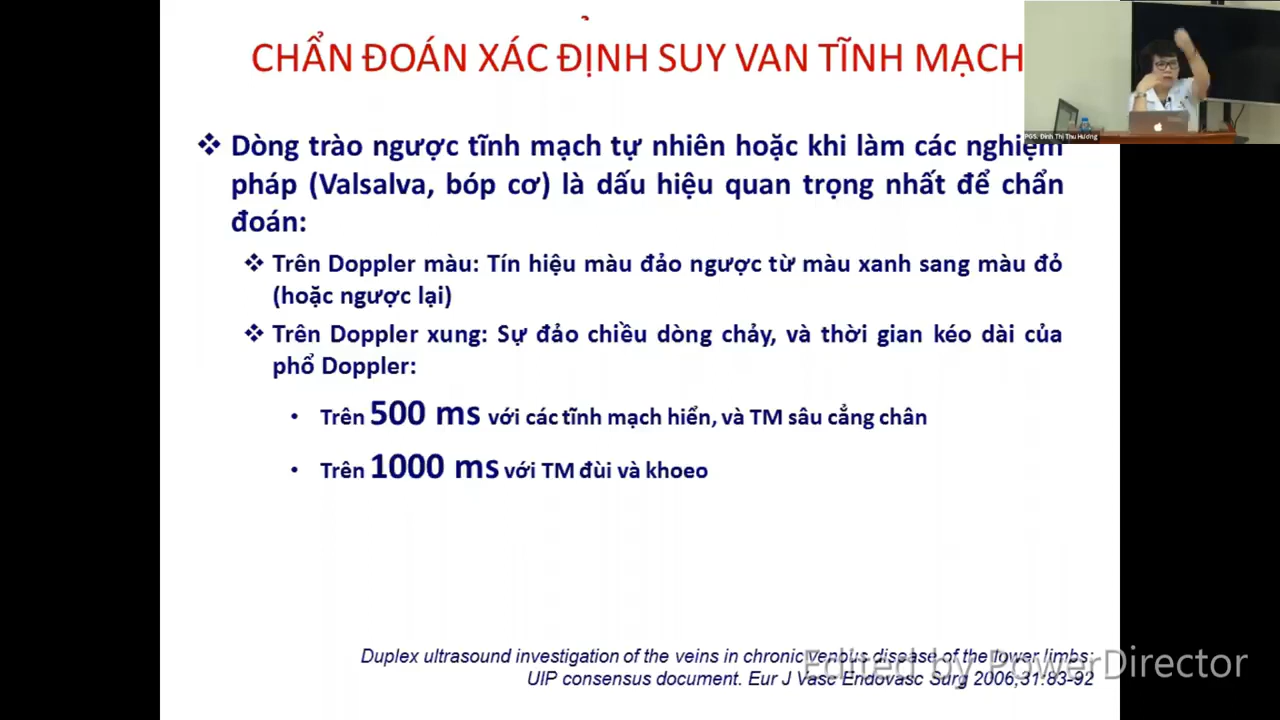 CHẨN ĐOÁN XÁC ĐỊNH SUY VAN TĨNH MẠCH
PGS. Đinh Thị Thu Hương
❖ Dòng trào ngược tĩnh mạch tự nhiên hoặc khi làm các nghiệm
pháp (Valsalva, bóp cơ) là dấu hiệu quan trọng nhất để chẩn
đoán:
❖ Trên Doppler màu: Tín hiệu màu đảo ngược từ màu xanh sang màu đỏ
(hoặc ngược lại)
❖ Trên Doppler xung: Sự đảo chiều dòng chảy, và thời gian kéo dài của
phổ Doppler:
• Trên 500 ms với các tĩnh mạch hiển, và TM sâu cẳng chân
• Trên 1000 ms với TM đùi và khoeo
Duplex ultrasound investigation of the veins in chronic venous disease of the lower limbs:
UIP consensus document. Eur J Vasc Endovasc Surg 2006;31:83-92
Edited by PowerDirector